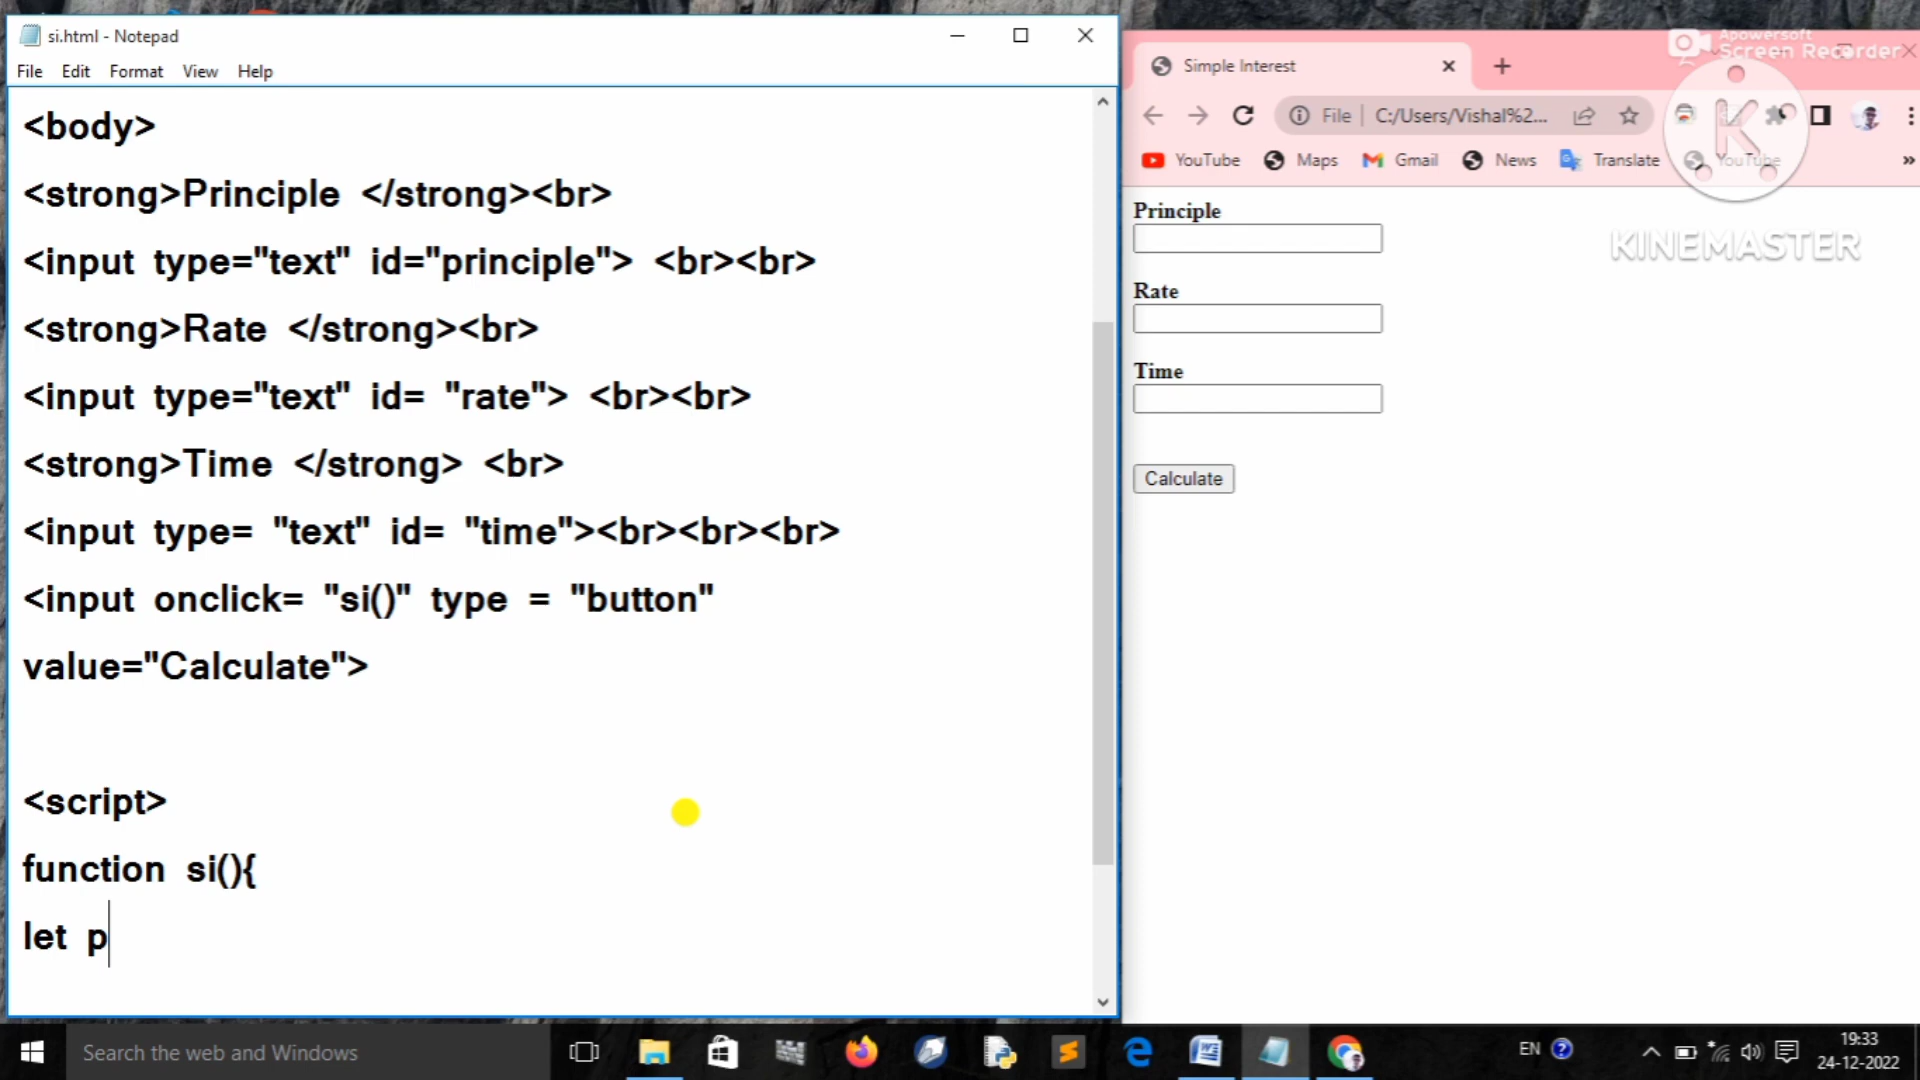 si.html - Notepad
File Edit Format View Help
<body>
<strong>Principle </strong><br>
<input type="text" id="principle"> <br><br>
<strong>Rate </strong><br>
<input type="text" id= "rate"> <br><br>
<strong>Time </strong> <br>
<input type= "text" id= "time"><br><br><br>
<input onclick= "si()" type = "button"
value="Calculate">
<script>
function si(){
let p
Apowersoft
Screen Recorder
Simple Interest
File C:/Users/Vishal%2...
YouTube Maps Gmail News Translate YouTube »
K
KINEMASTER
Principle
Rate
Time
Calculate
Search the web and Windows
EN
19:33
24-12-2022